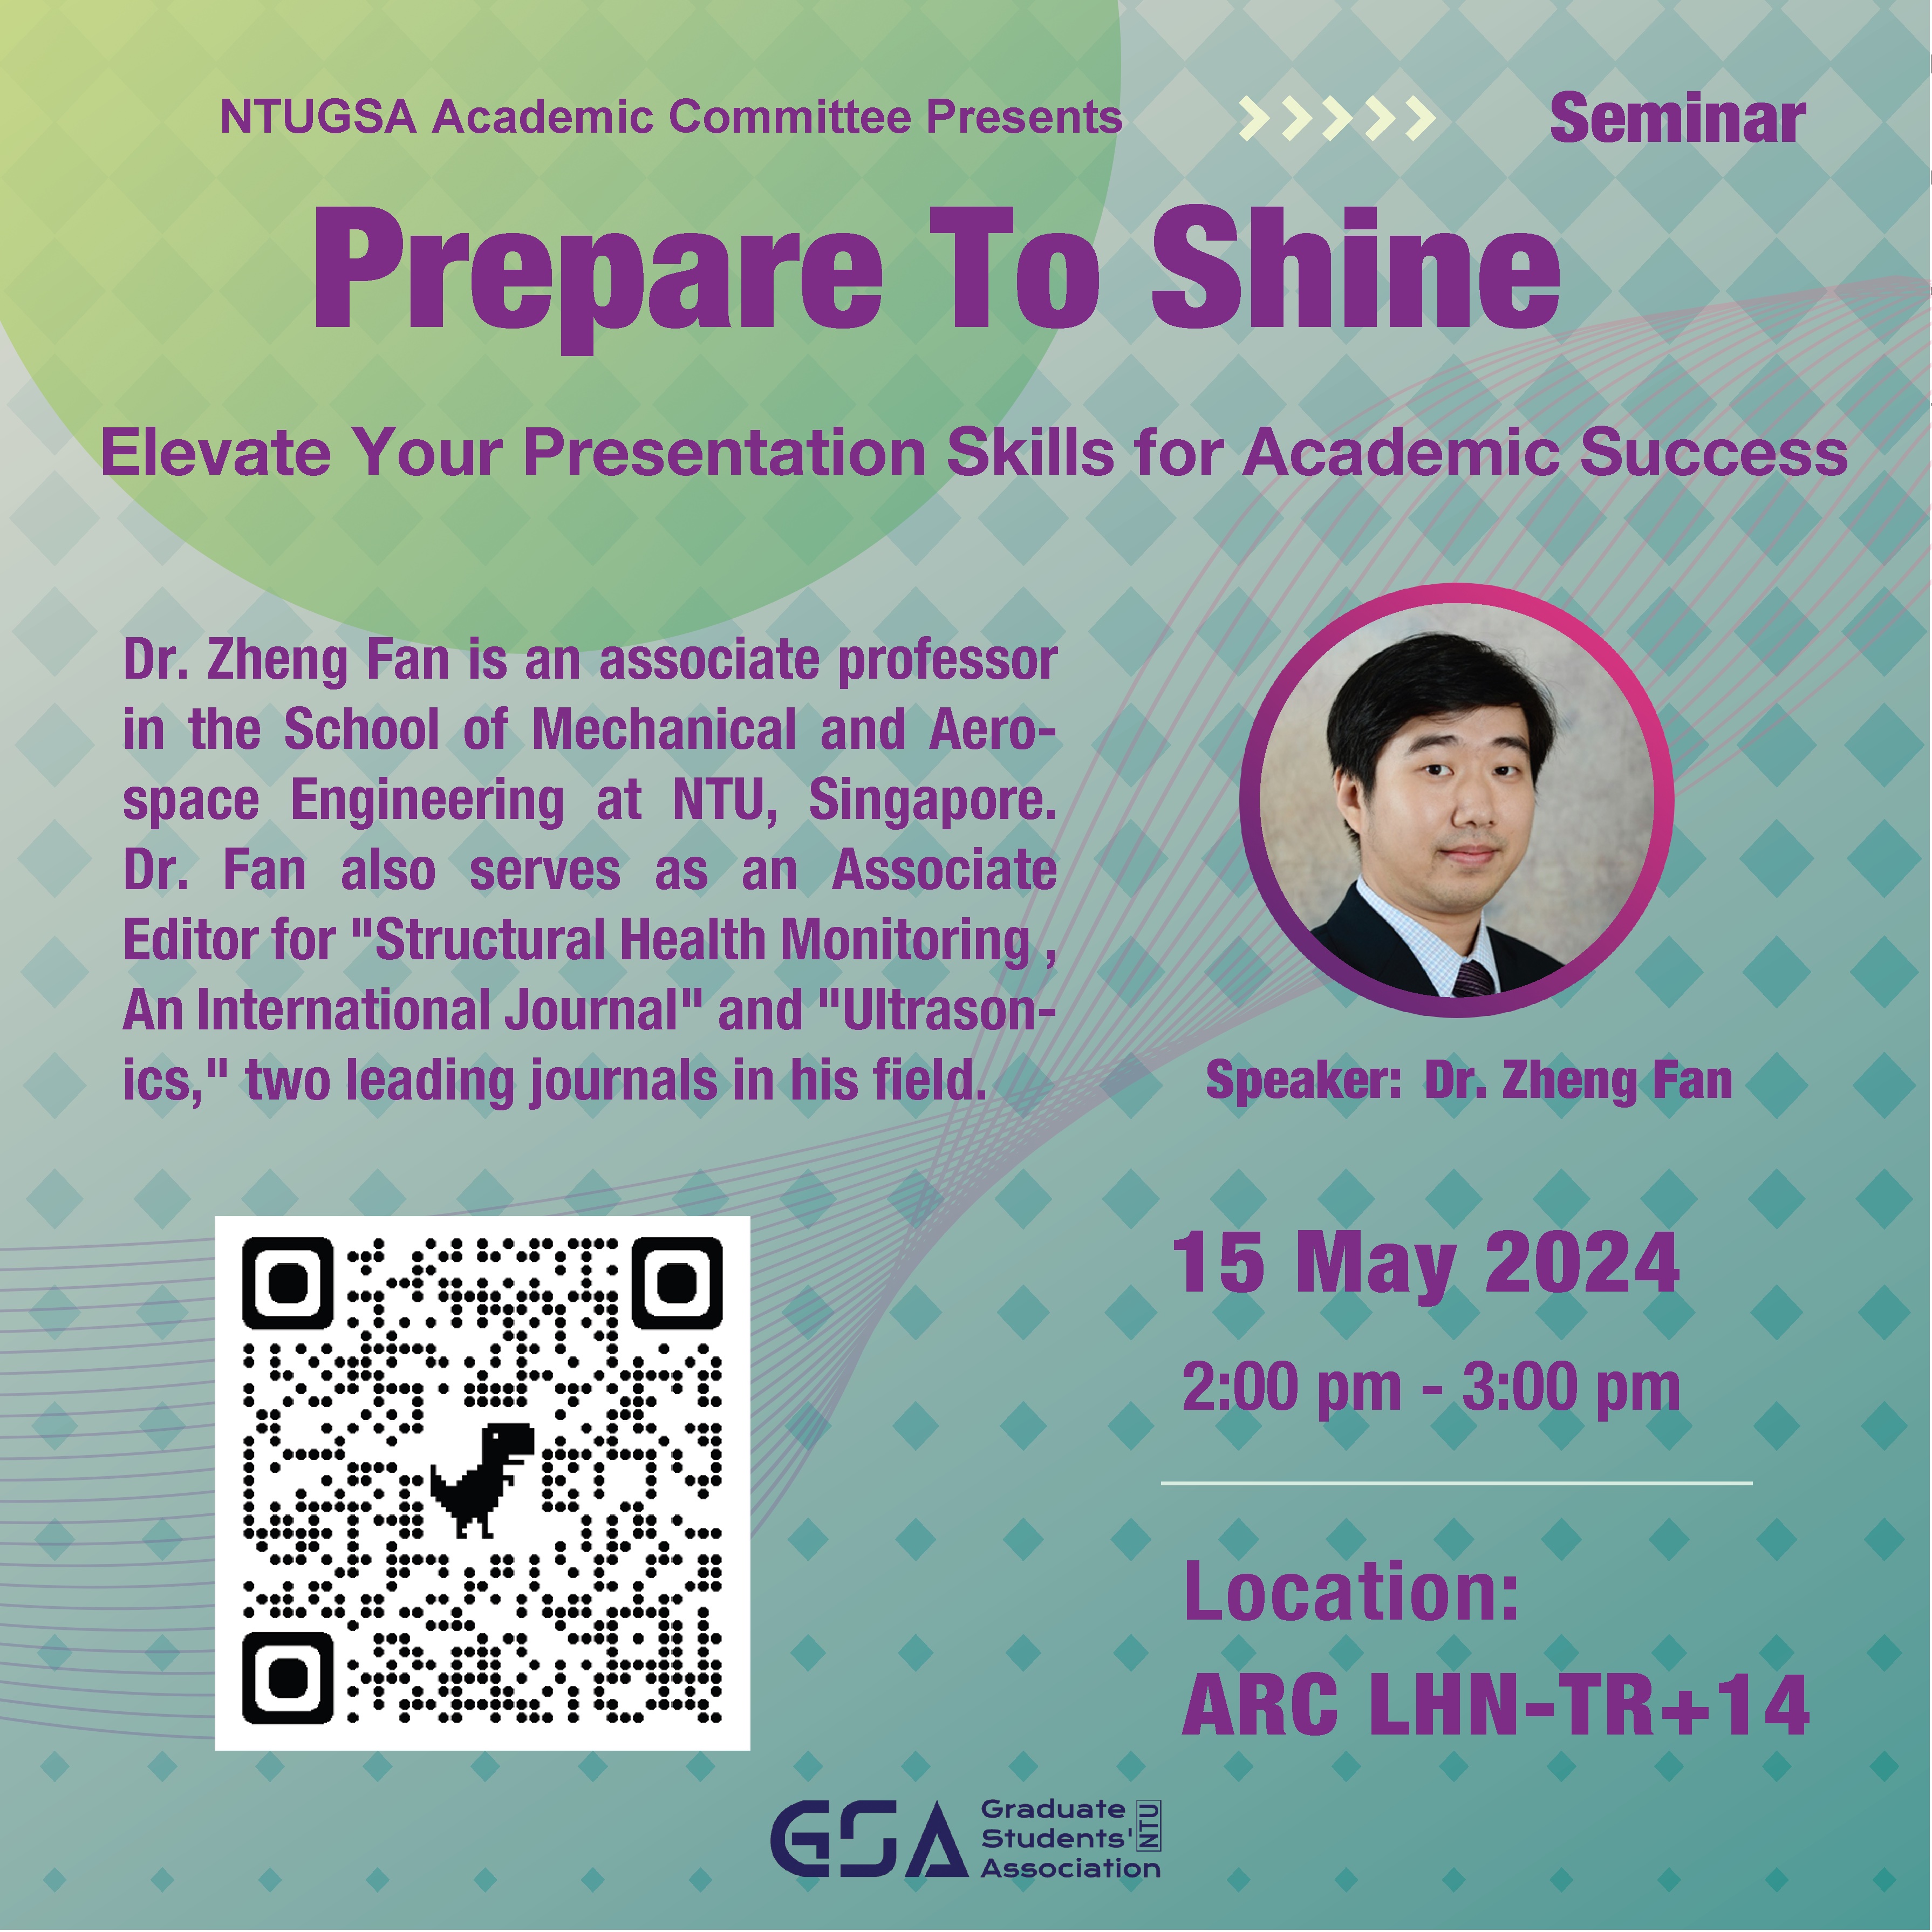 NTUGSA Academic Committee Presents
Seminar
Prepare To Shine
Elevate Your Presentation Skills for Academic Success
Dr. Zheng Fan is an associate professor
in the School of Mechanical and Aero-
space Engineering at NTU, Singapore.
Dr. Fan also serves as an Associate
Editor for "Structural Health Monitoring ,
An International Journal" and "Ultrason-
ics," two leading journals in his field.
Speaker: Dr. Zheng Fan
15 May 2024
2:00 pm - 3:00 pm
Location:
ARC LHN-TR+14
GSA
Graduate
Students'
Association
NTU